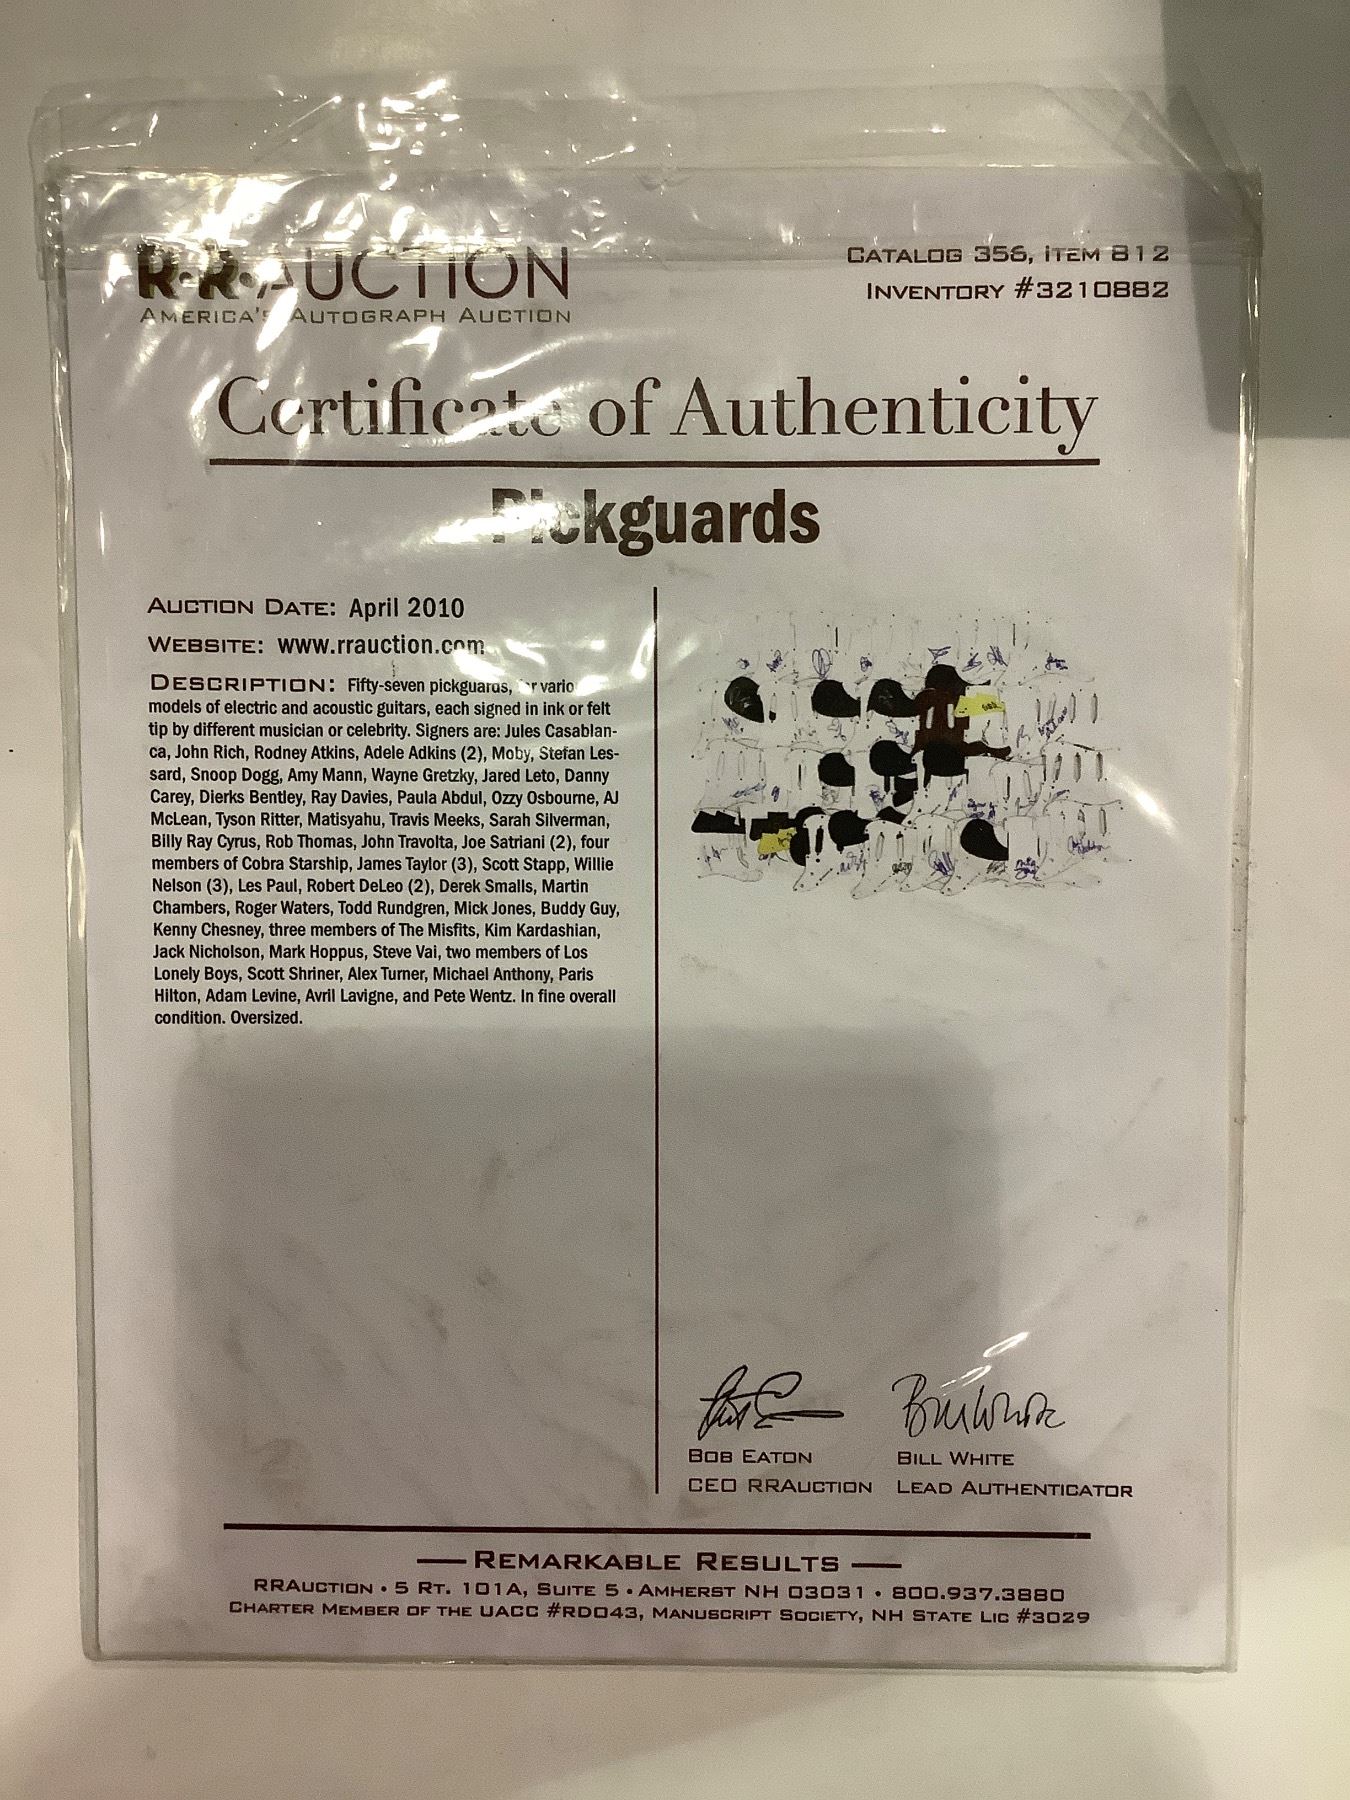 R·R·AUCTION
AMERICA'S AUTOGRAPH AUCTION
CATALOG 356, ITEM 812
INVENTORY #3210882
Certificate of Authenticity
Pickguards
AUCTION DATE: April 2010
WEBSITE: www.rrauction.com
DESCRIPTION: Fifty-seven pickguards, for vario
models of electric and acoustic guitars, each signed in ink or felt
tip by different musician or celebrity. Signers are: Jules Casablan-
ca, John Rich, Rodney Atkins, Adele Adkins (2), Moby, Stefan Les-
sard, Snoop Dogg, Amy Mann, Wayne Gretzky, Jared Leto, Danny
Carey, Dierks Bentley, Ray Davies, Paula Abdul, Ozzy Osbourne, AJ
McLean, Tyson Ritter, Matisyahu, Travis Meeks, Sarah Silverman,
Billy Ray Cyrus, Rob Thomas, John Travolta, Joe Satriani (2), four
members of Cobra Starship, James Taylor (3), Scott Stapp, Willie
Nelson (3), Les Paul, Robert DeLeo (2), Derek Smalls, Martin
Chambers, Roger Waters, Todd Rundgren, Mick Jones, Buddy Guy,
Kenny Chesney, three members of The Misfits, Kim Kardashian,
Jack Nicholson, Mark Hoppus, Steve Vai, two members of Los
Lonely Boys, Scott Shriner, Alex Turner, Michael Anthony, Paris
Hilton, Adam Levine, Avril Lavigne, and Pete Wentz. In fine overall
condition. Oversized.
Bill White
BOB EATON
CEO RRAUCTION
BILL WHITE
LEAD AUTHENTICATOR
REMARKABLE RESULTS
RRAUCTION • 5 RT. 101A, SUITE 5 • AMHERST NH 03031 • 800.937.3880
CHARTER MEMBER OF THE UACC #RD043, MANUSCRIPT SOCIETY, NH STATE LIC #3029